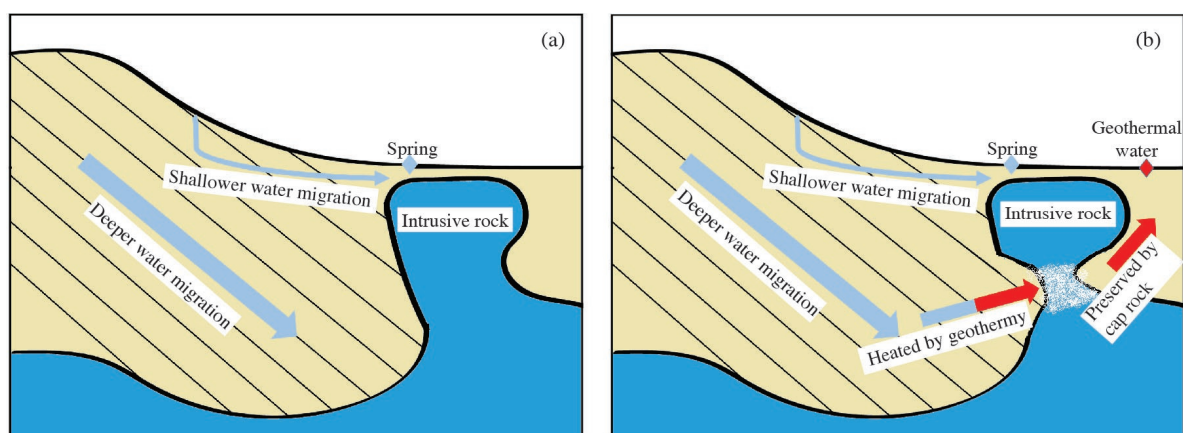 (a)
Spring
Shallower water migration
Intrusive rock
Deeper water migration
(b)
Geothermal
water
Spring
Shallower water migration
Intrusive rock
Deeper water migration
Heated by geothermy
Preserved by
cap rock